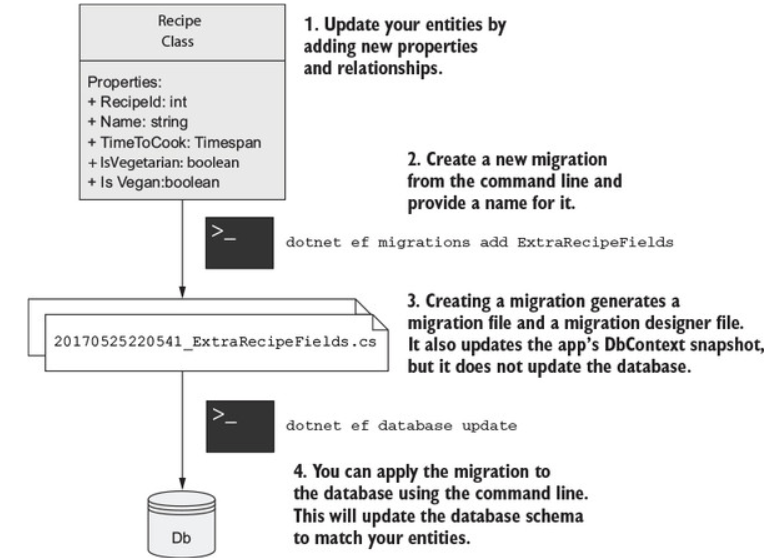 Recipe
Class
Properties:
+ RecipeId: int
+ Name: string
+ TimeToCook: Timespan
+ IsVegetarian: boolean
+ Is Vegan:boolean
1. Update your entities by
adding new properties
and relationships.
2. Create a new migration
from the command line and
provide a name for it.
>_
dotnet ef migrations add ExtraRecipeFields
3. Creating a migration generates a
migration file and a migration designer file.
It also updates the app’s DbContext snapshot,
but it does not update the database.
20170525220541_ExtraRecipeFields.cs
>_
dotnet ef database update
4. You can apply the migration to
the database using the command line.
This will update the database schema
to match your entities.
Db